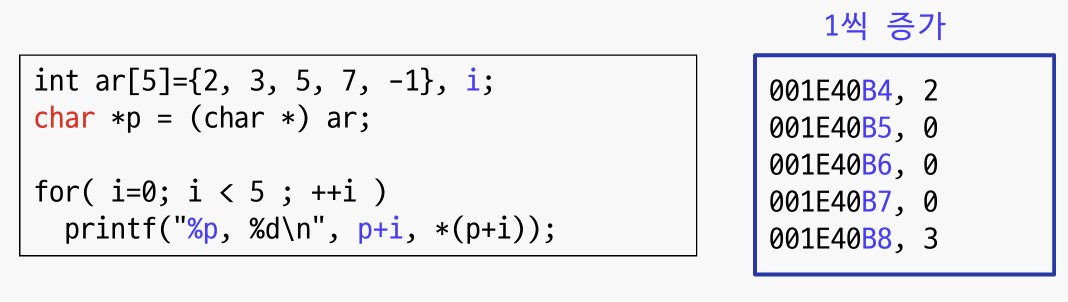 1씩 증가
int ar[5]={2, 3, 5, 7, -1}, i;
char *p = (char *) ar;
for( i=0; i < 5 ; ++i )
printf("%p, %d\n", p+i, *(p+i));
001E40B4, 2
001E40B5, 0
001E40B6, 0
001E40B7, 0
001E40B8, 3